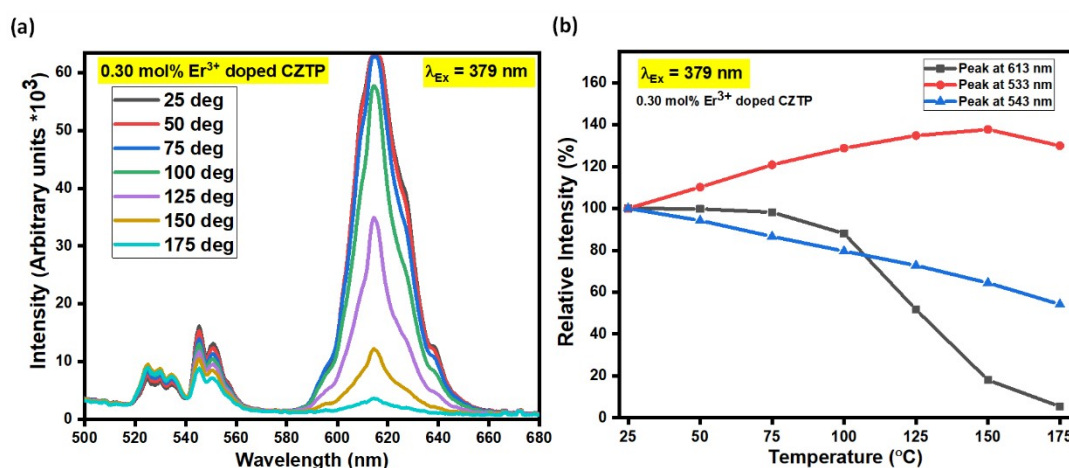 (a)
0.30 mol% Er³⁺ doped CZTP
λEx = 379 nm
25 deg
50 deg
75 deg
100 deg
125 deg
150 deg
175 deg
Intensity (Arbitrary units *10³)
60
50
40
30
20
10
0
500 520 540 560 580 600 620 640 660 680
Wavelength (nm)
(b)
λEx = 379 nm
0.30 mol% Er³⁺ doped CZTP
Peak at 613 nm
Peak at 533 nm
Peak at 543 nm
Relative Intensity (%)
160
140
120
100
80
60
40
20
0
25 50 75 100 125 150 175
Temperature (°C)